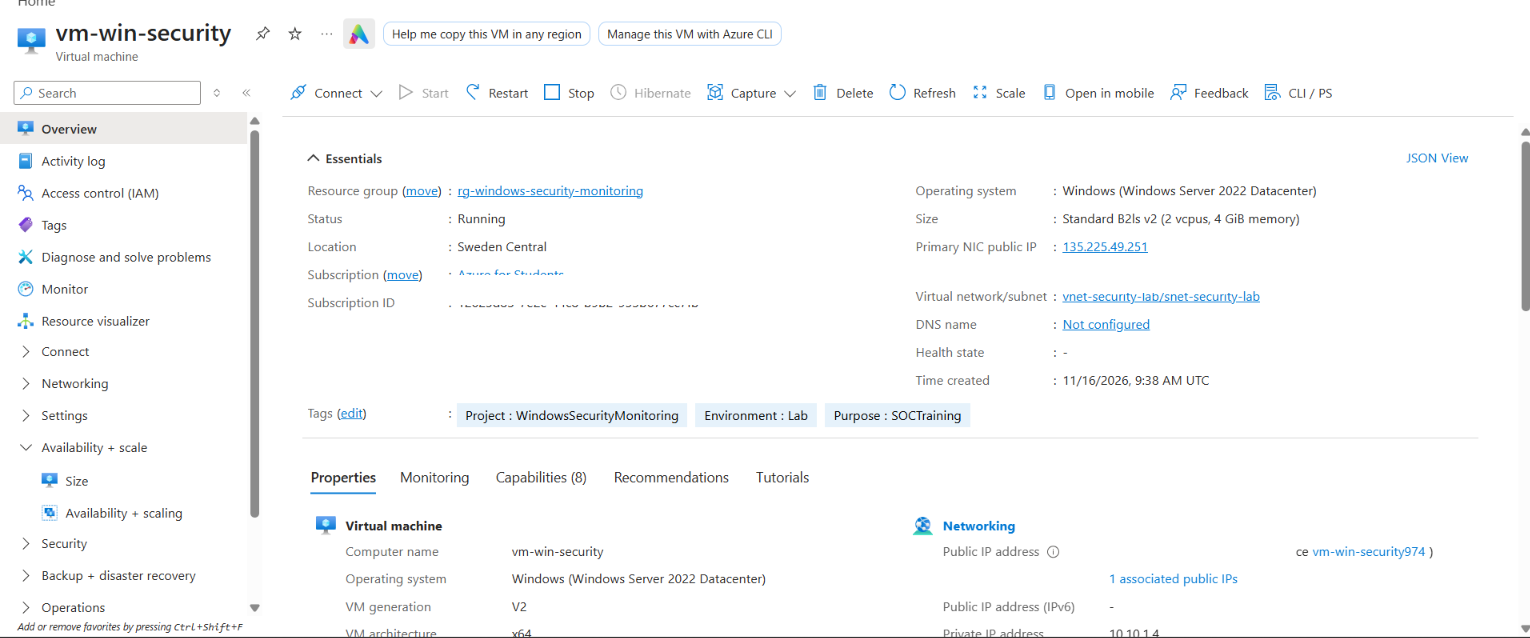 Home
vm-win-security
Virtual machine
Help me copy this VM in any region
Manage this VM with Azure CLI
Search
Connect
Start
Restart
Stop
Hibernate
Capture
Delete
Refresh
Scale
Open in mobile
Feedback
CLI / PS
Overview
Activity log
Access control (IAM)
Tags
Diagnose and solve problems
Monitor
Resource visualizer
Connect
Networking
Settings
Availability + scale
Size
Availability + scaling
Security
Backup + disaster recovery
Operations
Add or remove favorites by pressing Ctrl+Shift+F
Essentials
JSON View
Resource group (move) : rg-windows-security-monitoring
Status : Running
Location : Sweden Central
Subscription (move) : Azure for Students
Subscription ID :
Operating system : Windows (Windows Server 2022 Datacenter)
Size : Standard B2ls v2 (2 vcpus, 4 GiB memory)
Primary NIC public IP : 135.225.49.251
Virtual network/subnet : vnet-security-lab/snet-security-lab
DNS name : Not configured
Health state : -
Time created : 11/16/2026, 9:38 AM UTC
Tags (edit) : Project : WindowsSecurityMonitoring Environment : Lab Purpose : SOCTraining
Properties
Monitoring
Capabilities (8)
Recommendations
Tutorials
Virtual machine
Computer name vm-win-security
Operating system Windows (Windows Server 2022 Datacenter)
VM generation V2
VM architecture x64
Networking
Public IP address ce vm-win-security974 )
1 associated public IPs
Public IP address (IPv6) -
Private IP address 10.10.1.4